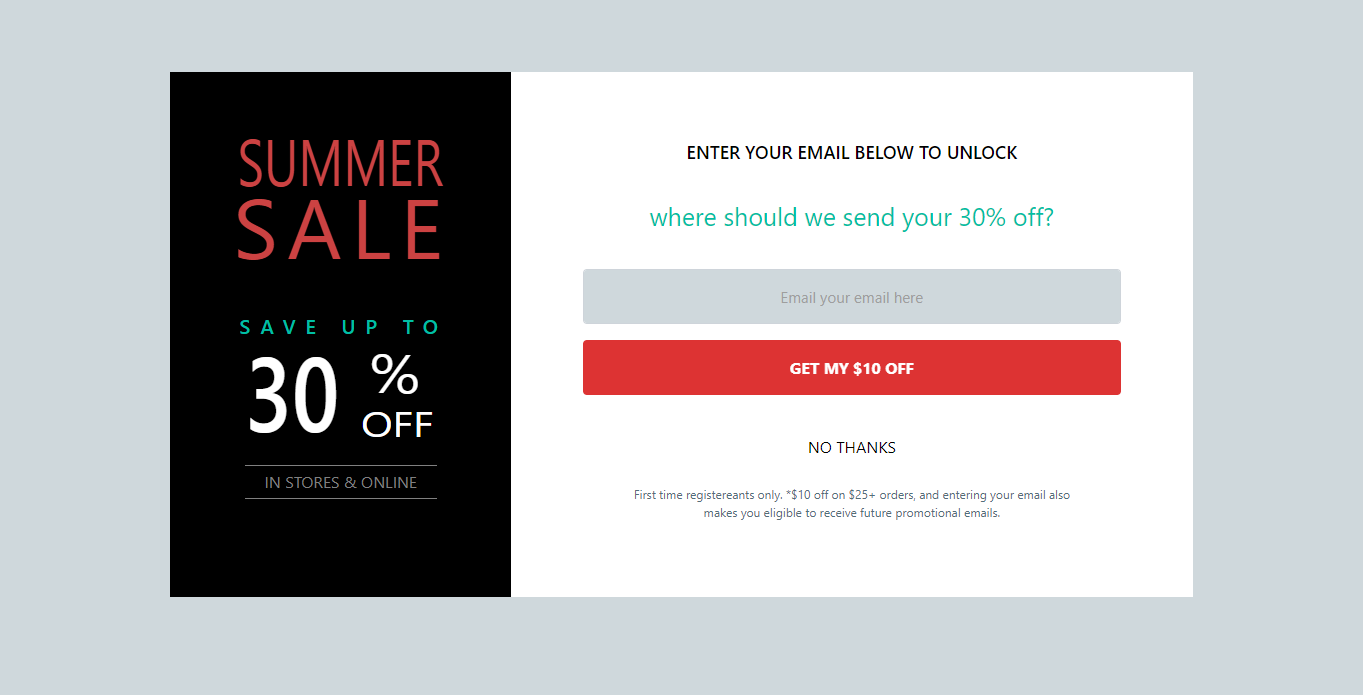 SUMMER
SALE
SAVE UP TO
30 %
OFF
IN STORES & ONLINE
ENTER YOUR EMAIL BELOW TO UNLOCK
where should we send your 30% off?
Email your email here
GET MY $10 OFF
NO THANKS
First time registereants only. *$10 off on $25+ orders, and entering your email also
makes you eligible to receive future promotional emails.